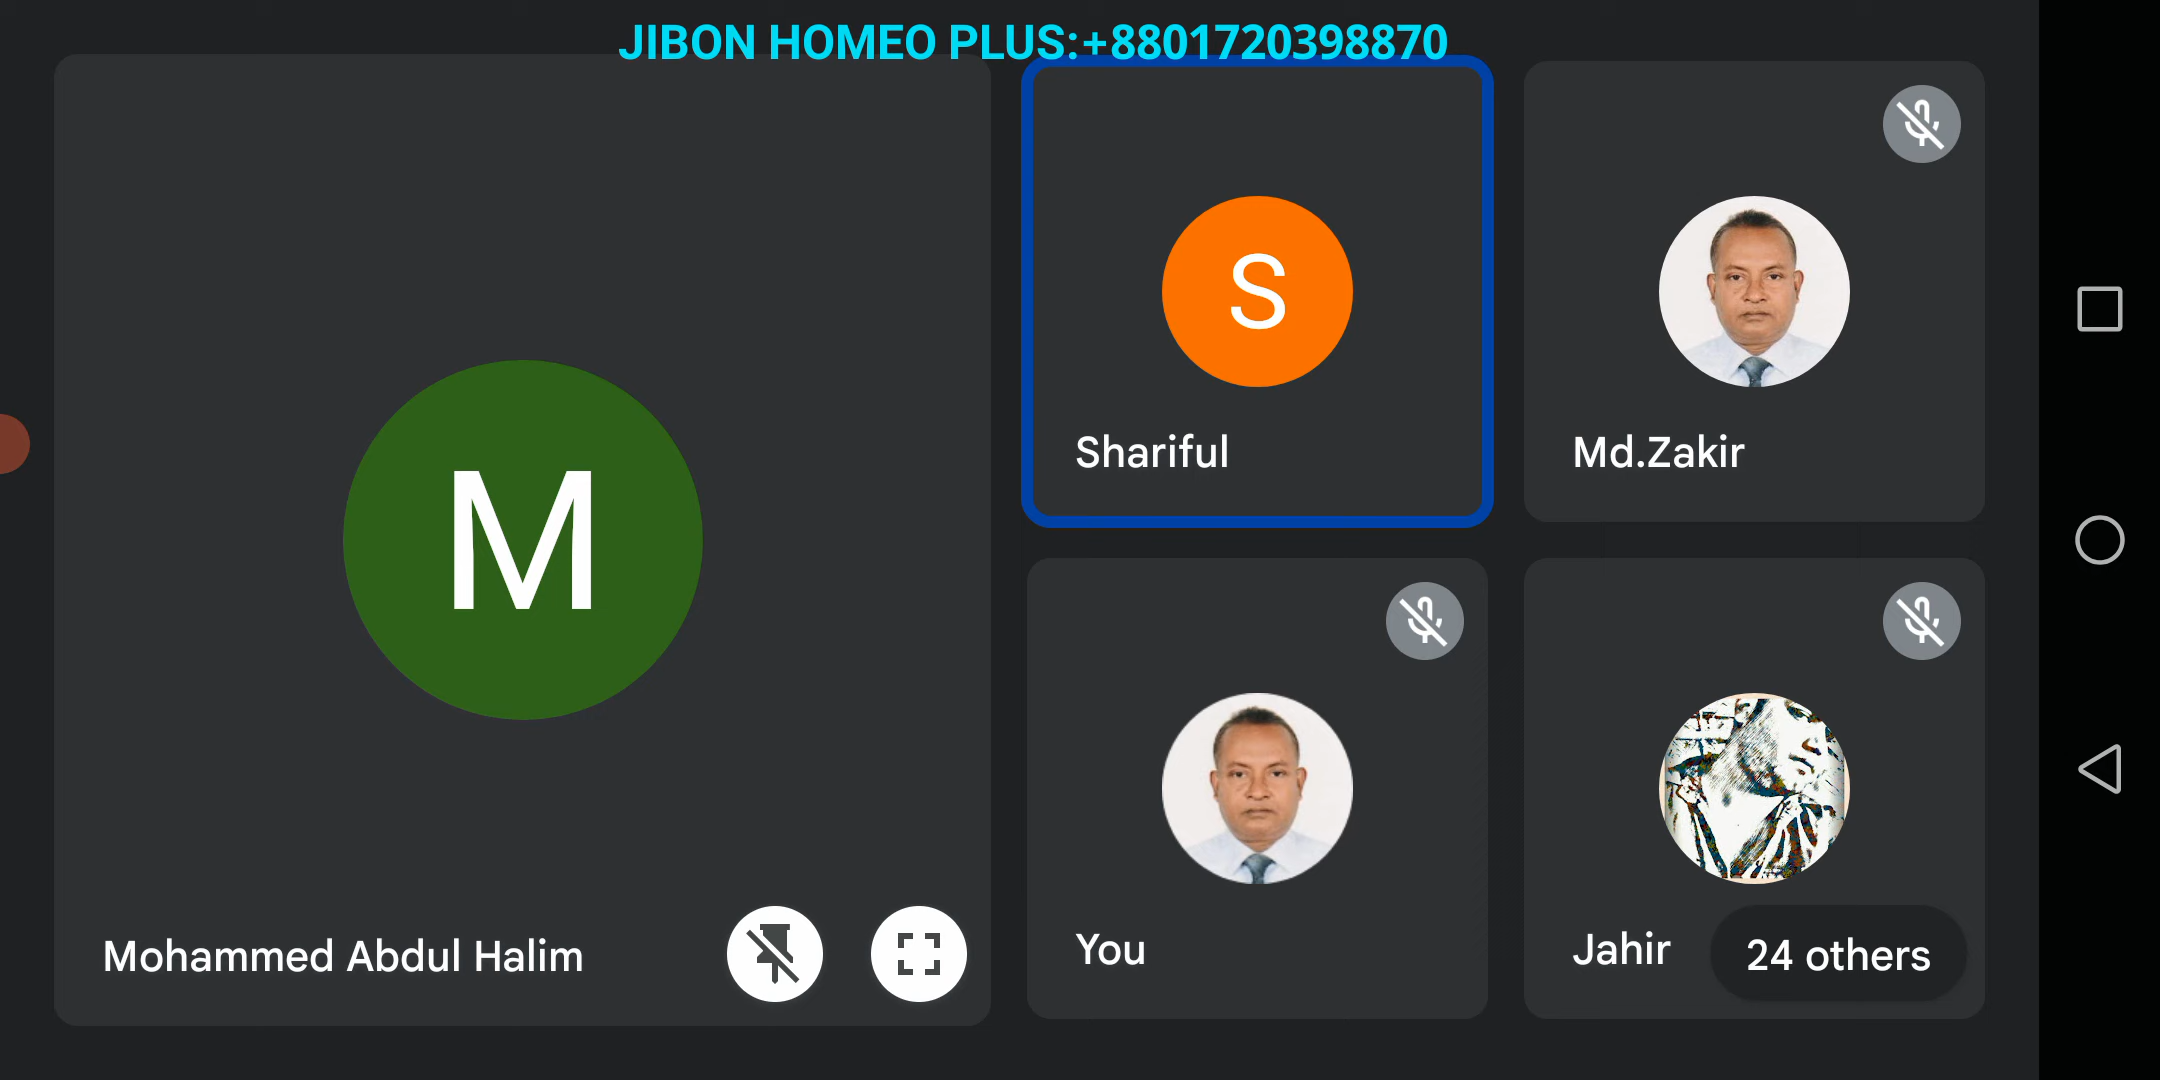 JIBON HOMEO PLUS:+8801720398870
M
Mohammed Abdul Halim
S
Shariful
Md.Zakir
You
Jahir
24 others